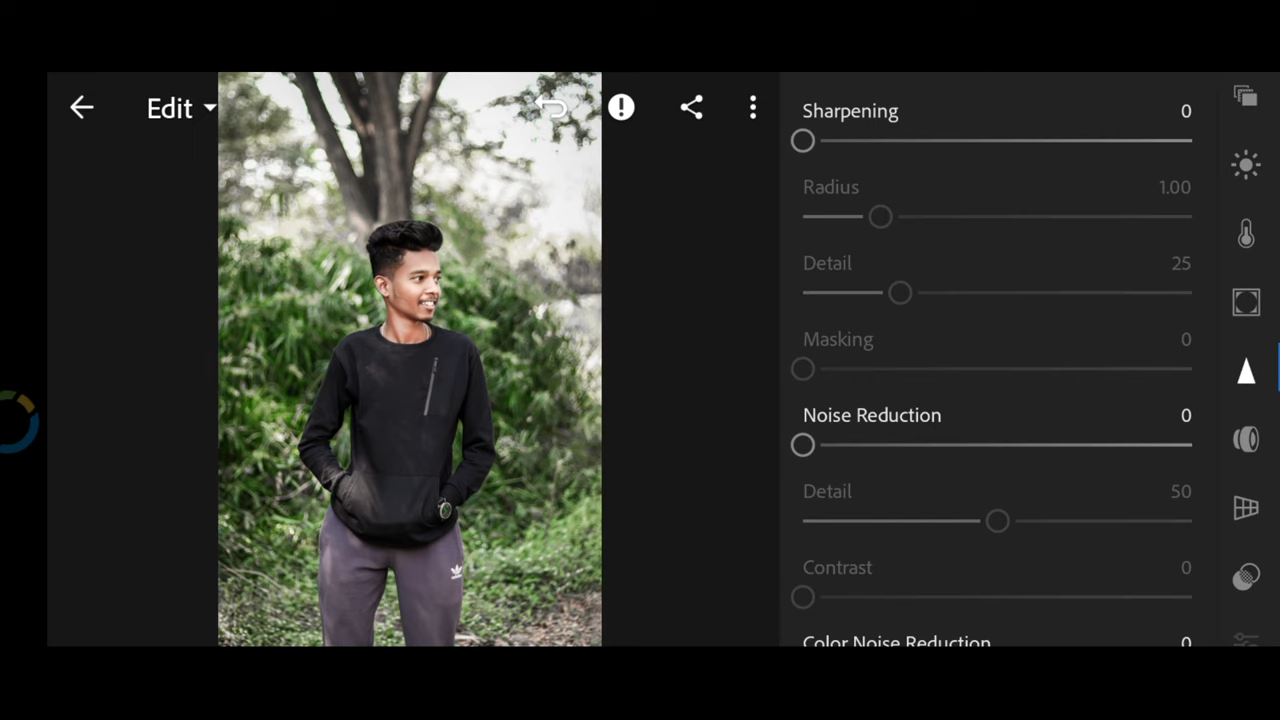 Edit
Sharpening 0
Radius 1.00
Detail 25
Masking 0
Noise Reduction 0
Detail 50
Contrast 0
Color Noise Reduction 0